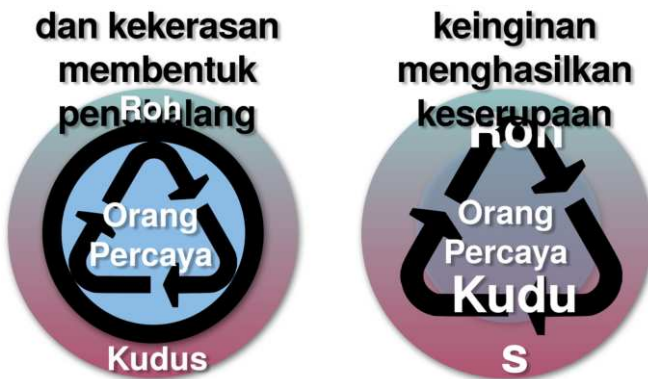 dan kekerasan
membentuk
penghalang
Roh
Orang
Percaya
Kudus
keinginan
menghasilkan
keserupaan
Roh
Orang
Percaya
Kudu
s